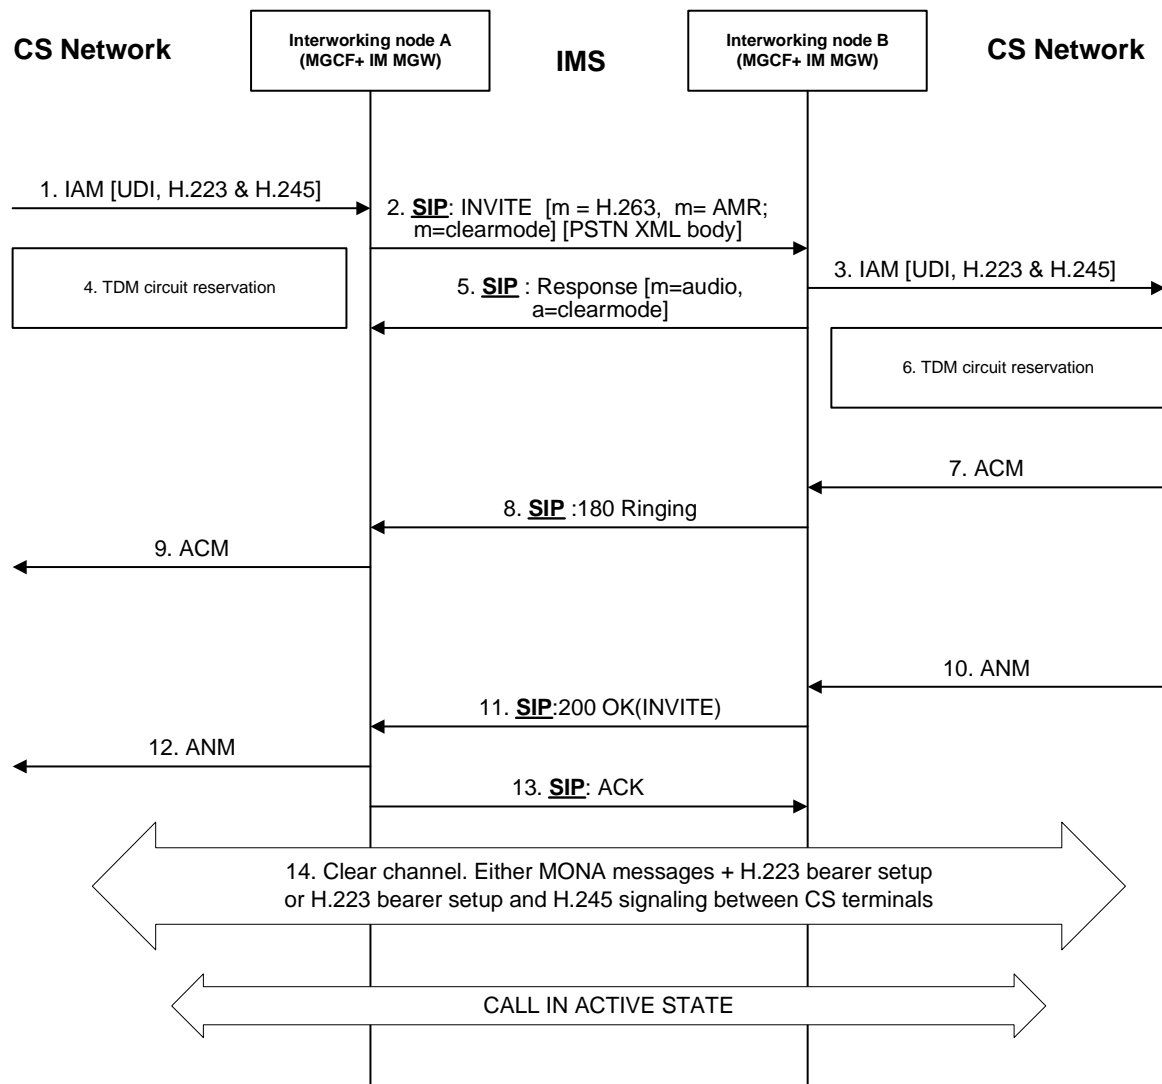 CS Network
Interworking node A
(MGCF+ IM MGW)
IMS
Interworking node B
(MGCF+ IM MGW)
CS Network
1. IAM [UDI, H.223 & H.245]
2. SIP: INVITE  [m = H.263,  m= AMR;
m=clearmode] [PSTN XML body]
3. IAM [UDI, H.223 & H.245]
4. TDM circuit reservation
5. SIP : Response [m=audio,
a=clearmode]
6. TDM circuit reservation
7. ACM
8. SIP :180 Ringing
9. ACM
10. ANM
11. SIP:200 OK(INVITE)
12. ANM
13. SIP: ACK
14. Clear channel. Either MONA messages + H.223 bearer setup
or H.223 bearer setup and H.245 signaling between CS terminals
CALL IN ACTIVE STATE